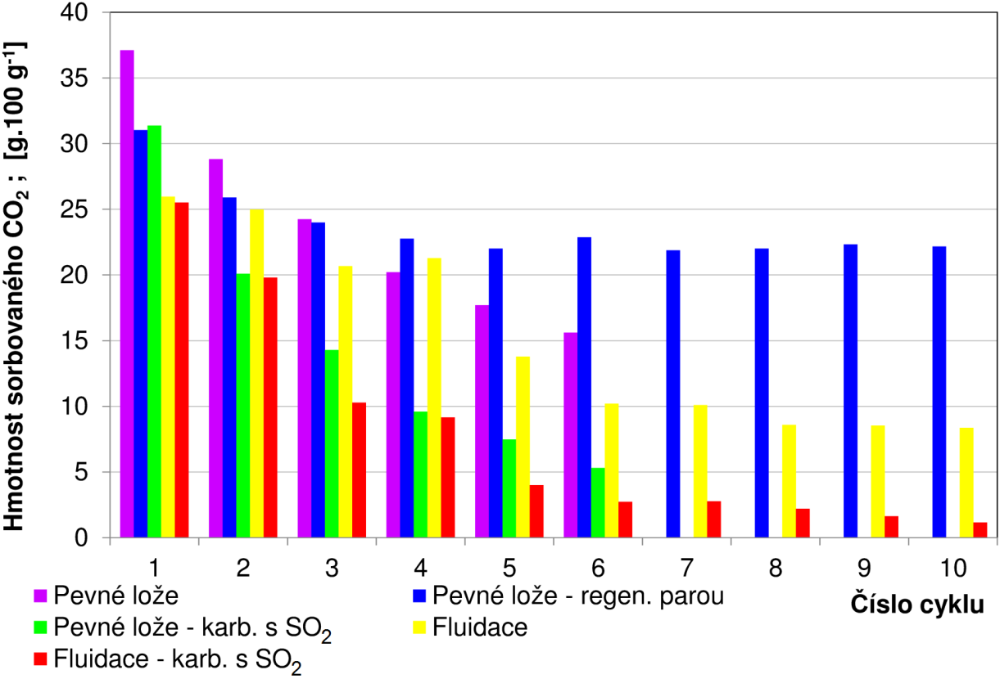 Hmotnost sorbovaného CO₂ ; [g.100 g⁻¹]
40
35
30
25
20
15
10
5
0
1 2 3 4 5 6 7 8 9 10
Číslo cyklu
Pevné lože
Pevné lože - regen. parou
Pevné lože - karb. s SO₂
Fluidace
Fluidace - karb. s SO₂